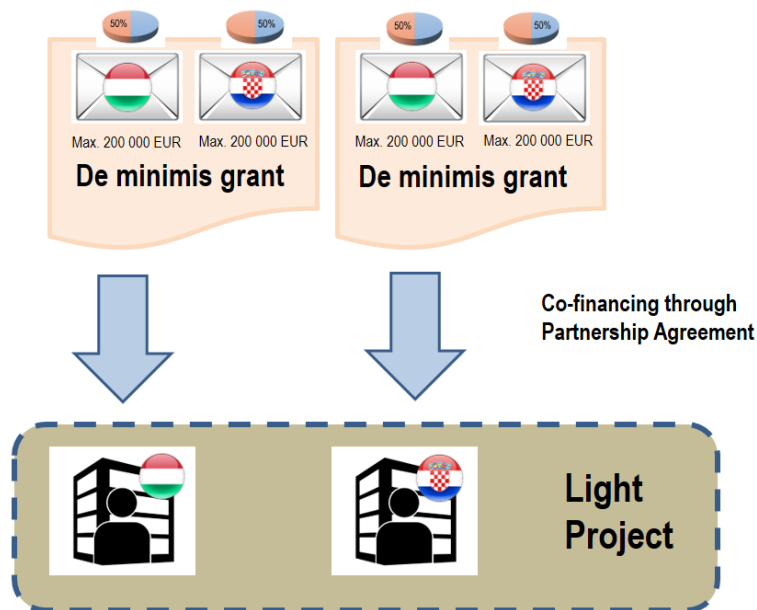 50%
50%
50%
50%
Max. 200 000 EUR
Max. 200 000 EUR
Max. 200 000 EUR
Max. 200 000 EUR
De minimis grant
De minimis grant
Co-financing through
Partnership Agreement
Light
Project